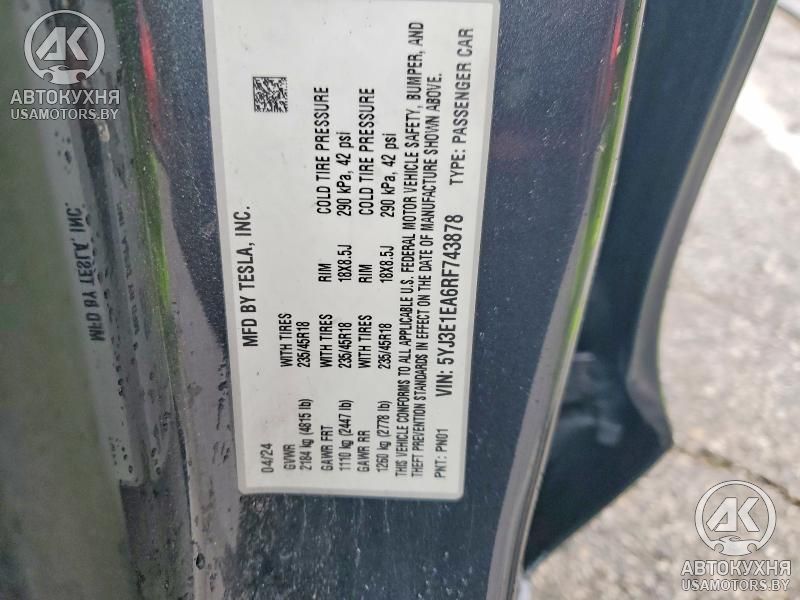 MFD BY TESLA, INC.
04/24
GVWR WITH TIRES RIM COLD TIRE PRESSURE
2184 kg (4815 lb) 235/45R18 18X8.5J 290 kPa, 42 psi
GAWR FRT WITH TIRES RIM COLD TIRE PRESSURE
1110 kg (2447 lb) 235/45R18 18X8.5J 290 kPa, 42 psi
GAWR RR WITH TIRES
1260 kg (2778 lb) 235/45R18
THIS VEHICLE CONFORMS TO ALL APPLICABLE U.S. FEDERAL MOTOR VEHICLE SAFETY, BUMPER, AND
THEFT PREVENTION STANDARDS IN EFFECT ON THE DATE OF MANUFACTURE SHOWN ABOVE.
PNT: PN01 VIN: 5YJ3E1EA6RF743878 TYPE: PASSENGER CAR
AK
АВТОКУХНЯ
USAMOTORS.BY
MFD BY TESLA, INC.
AK
АВТОКУХНЯ
USAMOTORS.BY